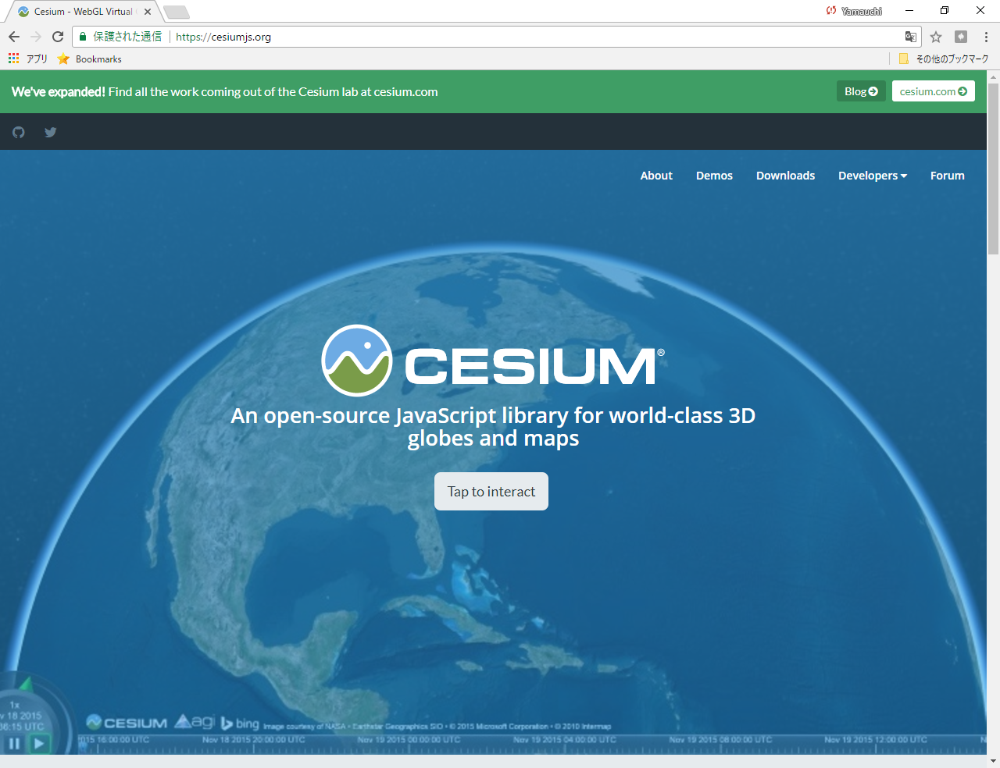 Cesium - WebGL Virtual
Yamauchi
保護された通信 https://cesiumjs.org
アプリ Bookmarks その他のブックマーク
We've expanded! Find all the work coming out of the Cesium lab at cesium.com Blog cesium.com
About Demos Downloads Developers Forum
CESIUM®
An open-source JavaScript library for world-class 3D
globes and maps
Tap to interact
1x
v 18 2015
36:15 UTC
CESIUM agi bing Image courtesy of NASA • Earthstar Geographics SIO • © 2015 Microsoft Corporation • © 2010 Intermap
015 16:00:00 UTC Nov 18 2015 20:00:00 UTC Nov 19 2015 00:00:00 UTC Nov 19 2015 04:00:00 UTC Nov 19 2015 08:00:00 UTC Nov 19 2015 12:00:00 UTC N